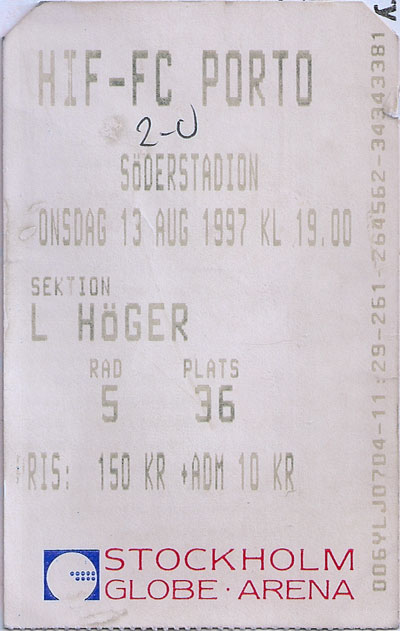 HIF-FC PORTO
2-0
SÖDERSTADION
ONSDAG 13 AUG 1997 KL 19.00
SEKTION
L HÖGER
RAD PLATS
5 36
RIS: 150 KR +ADM 10 KR
STOCKHOLM
GLOBE·ARENA
006YLJ0704-11:29-261-264562-34343381